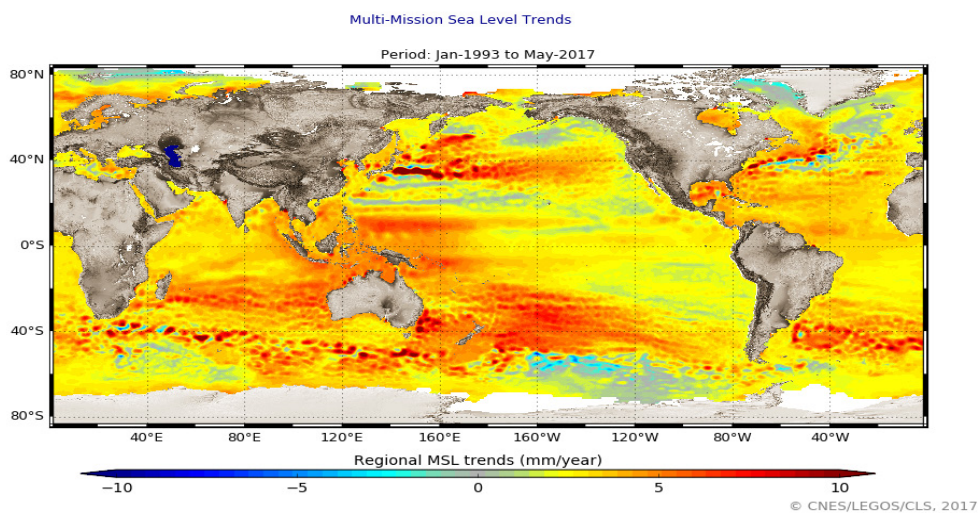 Multi-Mission Sea Level Trends
Period: Jan-1993 to May-2017
80°N
40°N
0°S
40°S
80°S
40°E 80°E 120°E 160°E 160°W 120°W 80°W 40°W
Regional MSL trends (mm/year)
−10 −5 0 5 10
© CNES/LEGOS/CLS, 2017